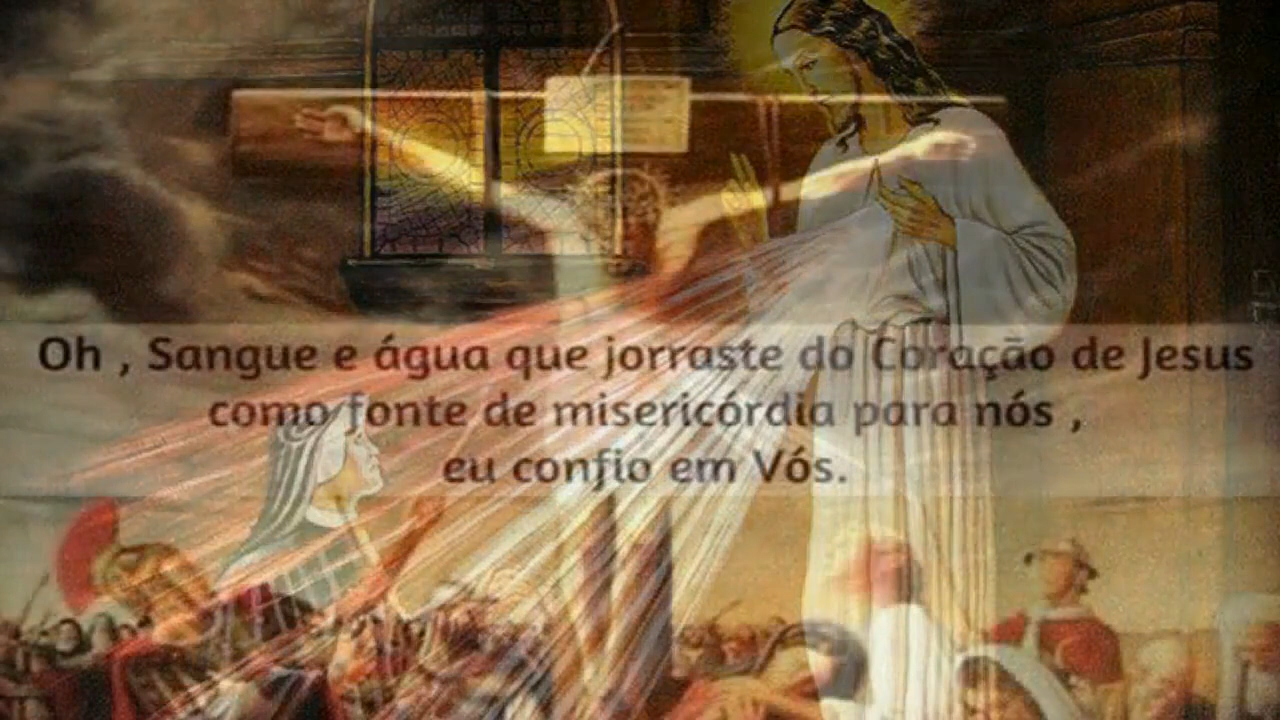 Oh , Sangue e água que jorraste do Coração de Jesus
como fonte de misericórdia para nós ,
eu confio em Vós.